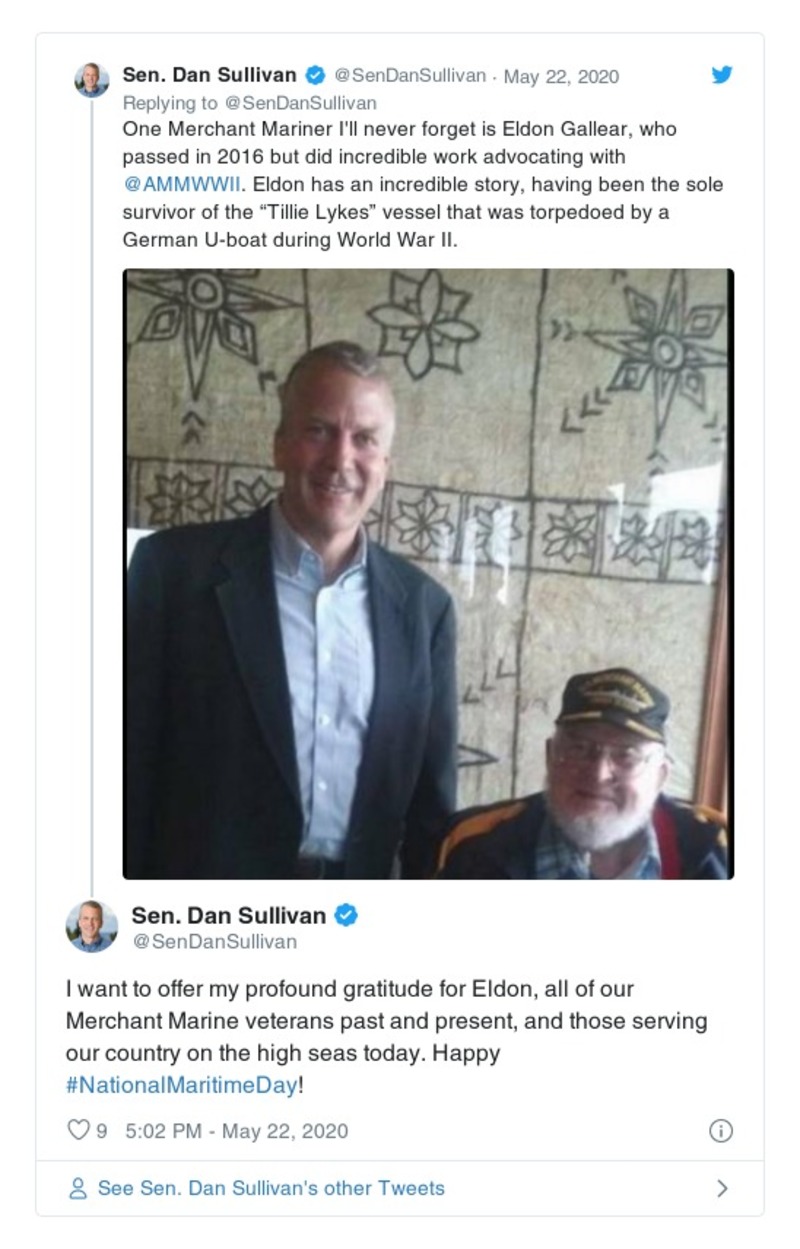 Sen. Dan Sullivan @SenDanSullivan · May 22, 2020
Replying to @SenDanSullivan
One Merchant Mariner I'll never forget is Eldon Gallear, who
passed in 2016 but did incredible work advocating with
@AMMWWII. Eldon has an incredible story, having been the sole
survivor of the “Tillie Lykes” vessel that was torpedoed by a
German U-boat during World War II.
Sen. Dan Sullivan
@SenDanSullivan
I want to offer my profound gratitude for Eldon, all of our
Merchant Marine veterans past and present, and those serving
our country on the high seas today. Happy
#NationalMaritimeDay!
9 5:02 PM - May 22, 2020
See Sen. Dan Sullivan's other Tweets